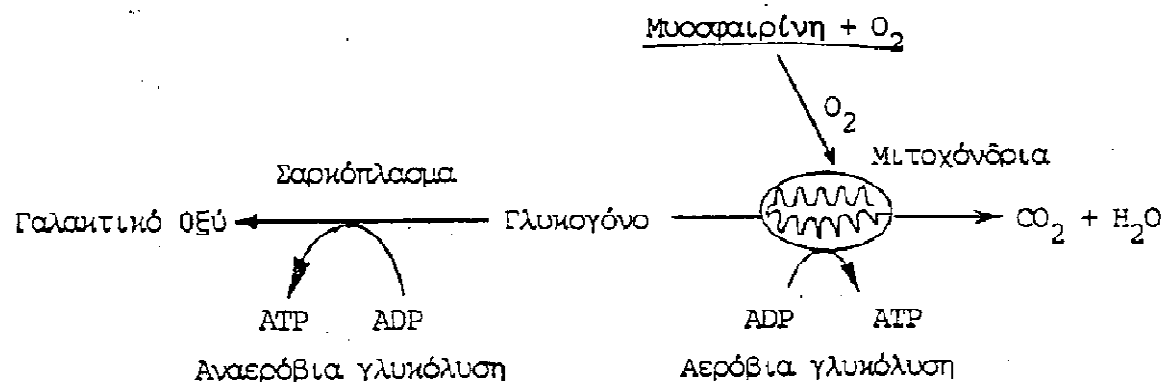 Μυοσφαιρίνη + O₂
O₂
Μιτοχόνδρια
Σαρκόπλασμα
Γαλακτικό Οξύ Γλυκογόνο CO₂ + H₂O
ATP ADP ADP ATP
Αναερόβια γλυκόλυση Αερόβια γλυκόλυση